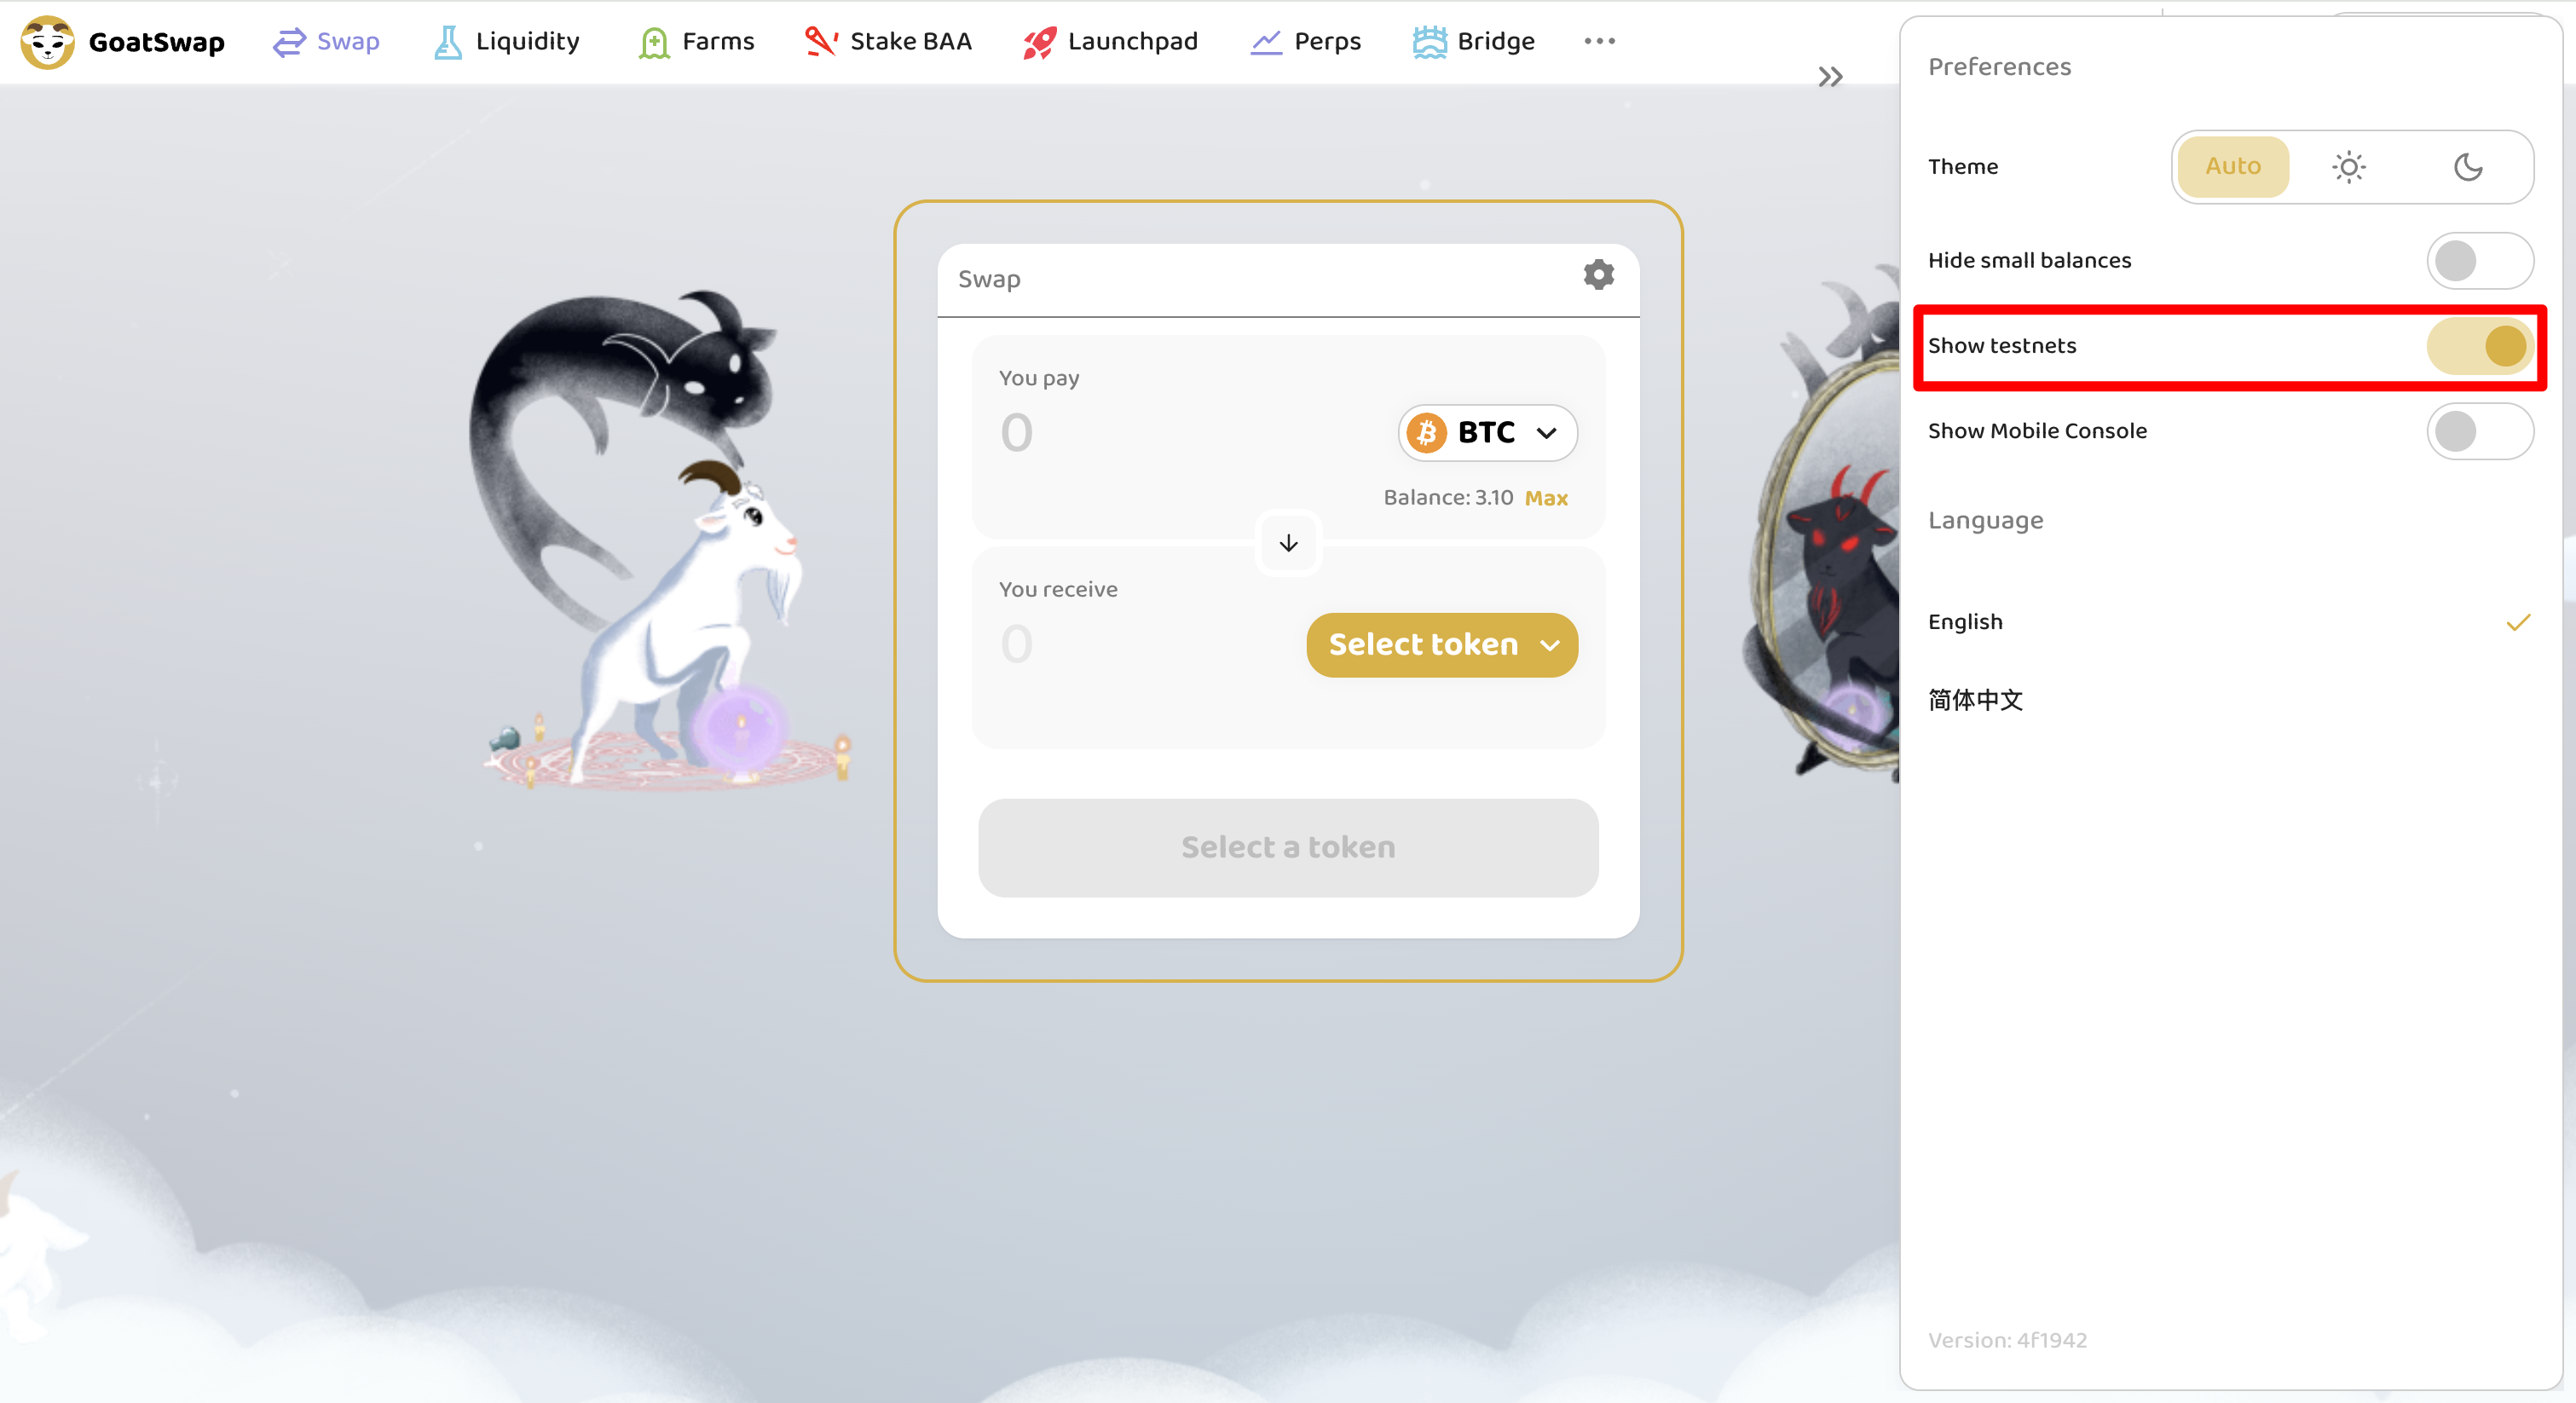 GoatSwap Swap Liquidity Farms Stake BAA Launchpad Perps Bridge
Swap
You pay
0
BTC
Balance: 3.10 Max
You receive
0
Select token
Select a token
Preferences
Theme Auto
Hide small balances
Show testnets
Show Mobile Console
Language
English
简体中文
Version: 4f1942